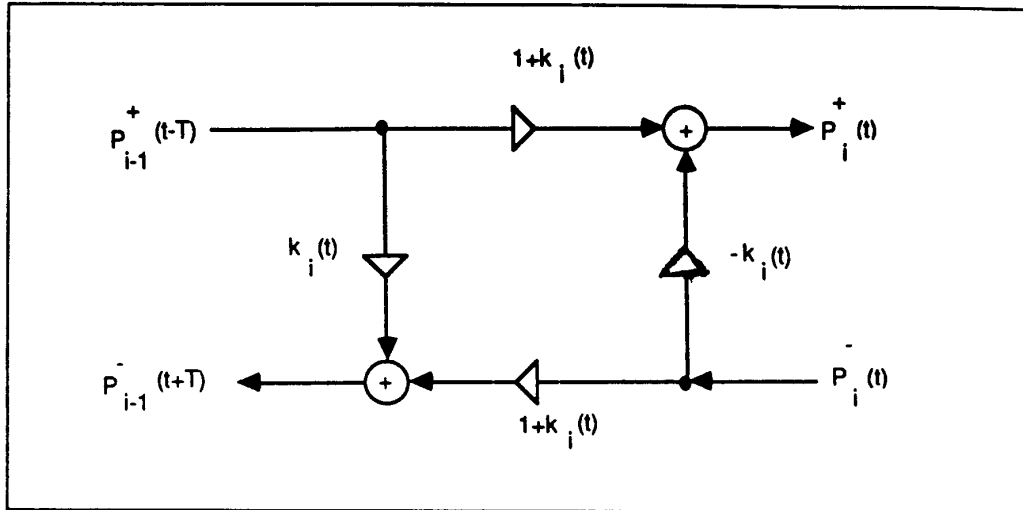 1+k_i(t)
P^+_{i-1}(t-T)
+
P^+_i(t)
k_i(t)
-k_i(t)
P^-_{i-1}(t+T)
+
P^-_i(t)
1+k_i(t)